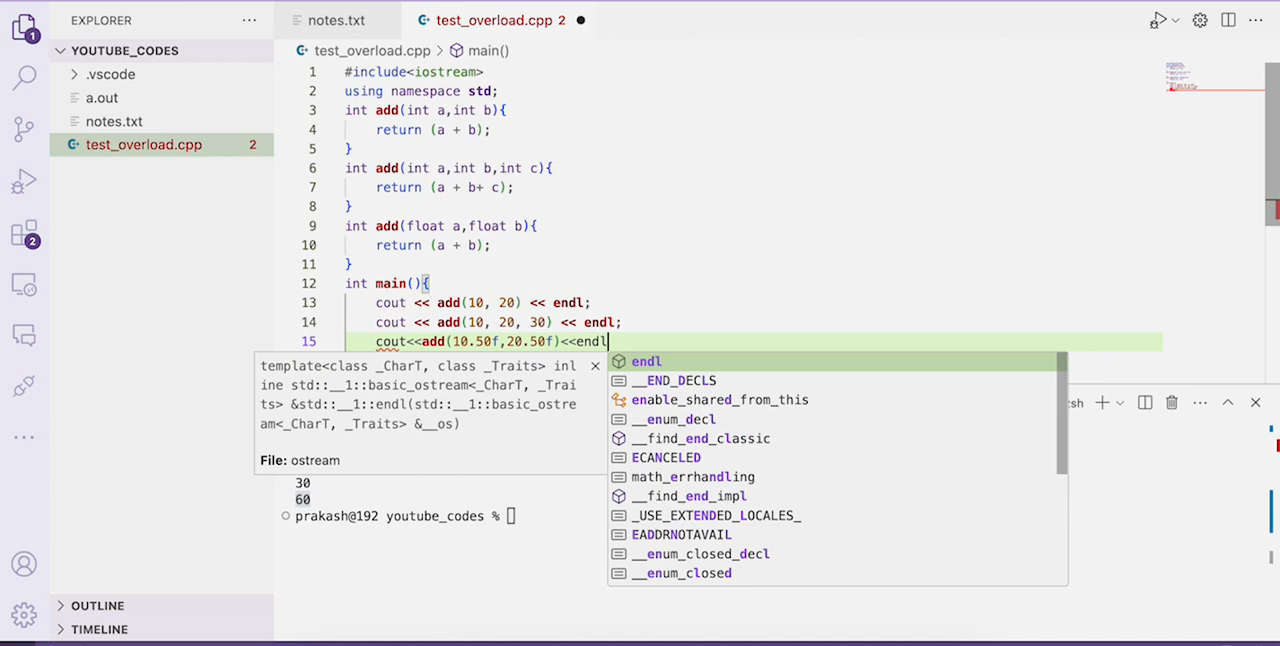 EXPLORER
notes.txt
test_overload.cpp 2
1
YOUTUBE_CODES
.vscode
a.out
notes.txt
test_overload.cpp 2
2
test_overload.cpp > main()
1 #include<iostream>
2 using namespace std;
3 int add(int a,int b){
4 return (a + b);
5 }
6 int add(int a,int b,int c){
7 return (a + b+ c);
8 }
9 int add(float a,float b){
10 return (a + b);
11 }
12 int main(){
13 cout << add(10, 20) << endl;
14 cout << add(10, 20, 30) << endl;
15 cout<<add(10.50f,20.50f)<<endl
template<class _CharT, class _Traits> inl
ine std::__1::basic_ostream<_CharT, _Trai
ts> &std::__1::endl(std::__1::basic_ostre
am<_CharT, _Traits> &__os)
File: ostream
endl
__END_DECLS
enable_shared_from_this
__enum_decl
__find_end_classic
ECANCELED
math_errhandling
__find_end_impl
_USE_EXTENDED_LOCALES_
EADDRNOTAVAIL
__enum_closed_decl
__enum_closed
30
60
prakash@192 youtube_codes %
OUTLINE
TIMELINE